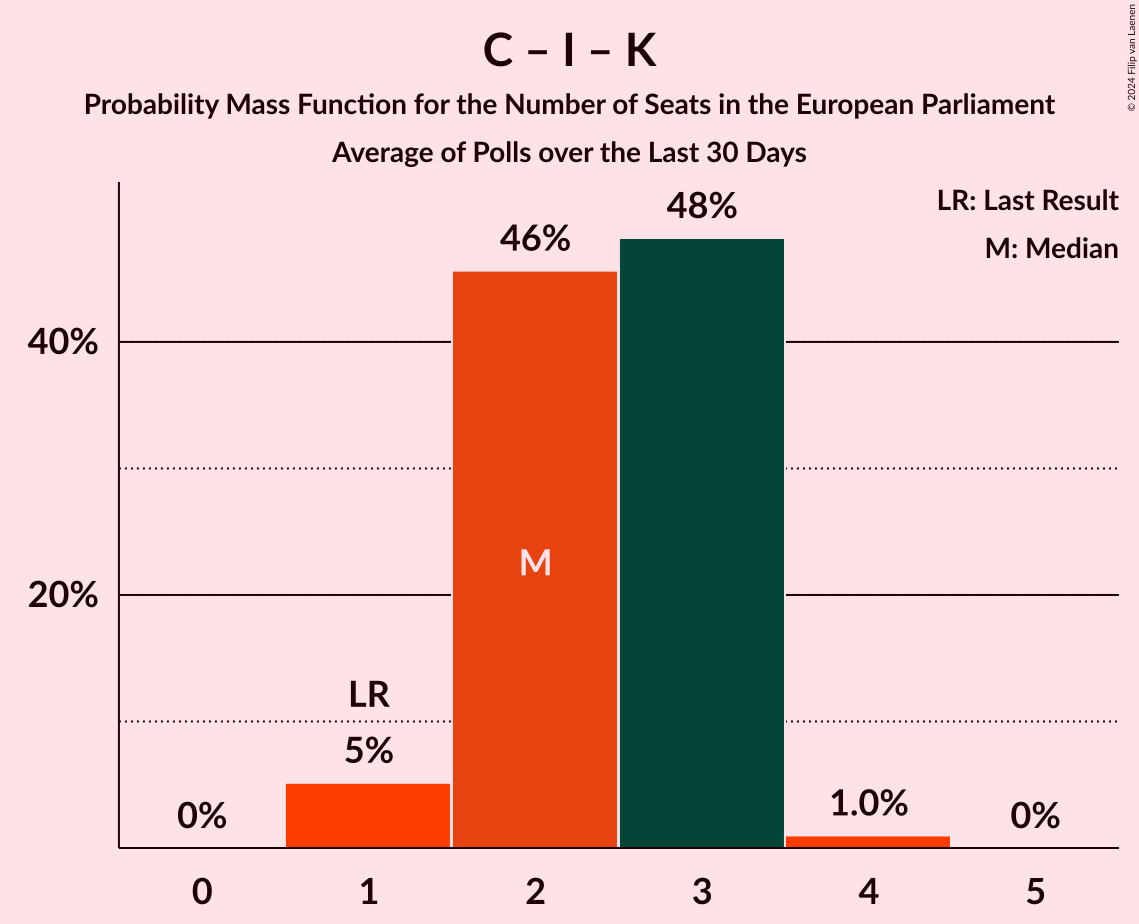 C – I – K
Probability Mass Function for the Number of Seats in the European Parliament
Average of Polls over the Last 30 Days
© 2024 Filip van Laenen
LR: Last Result
M: Median
48%
46%
40%
M
20%
LR
5%
1.0%
0%
0%
0 1 2 3 4 5